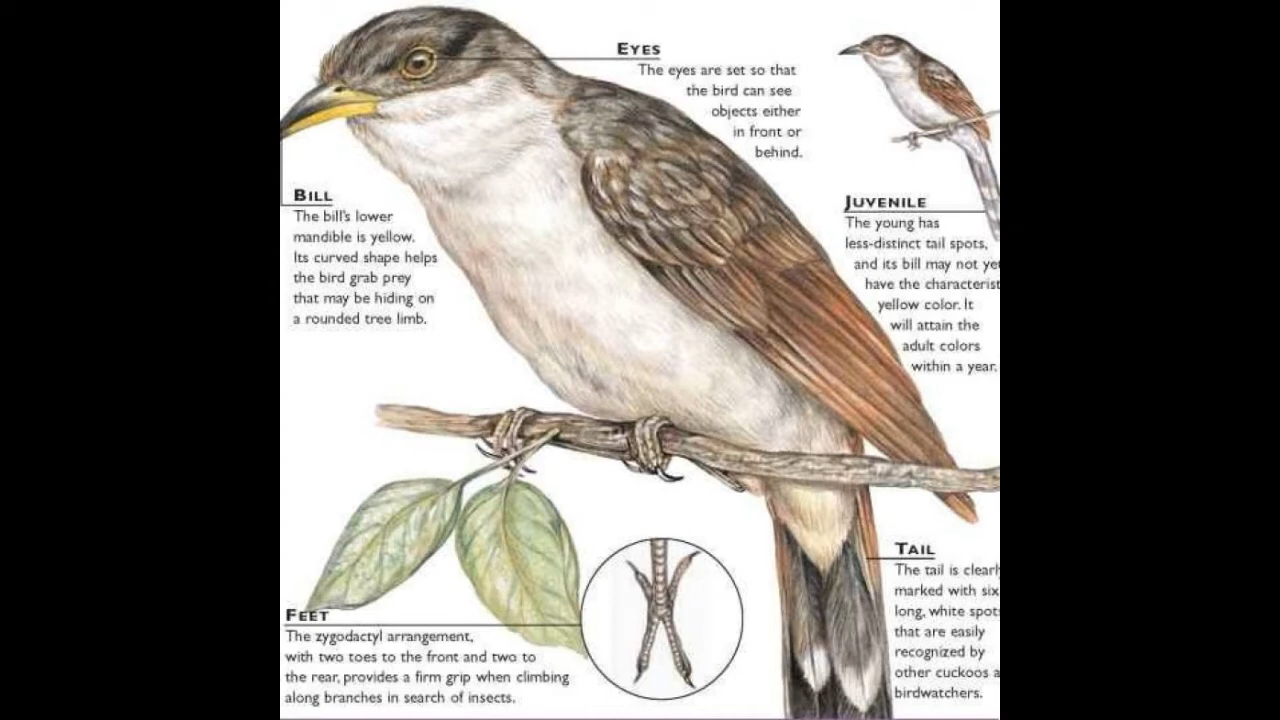 EYES
The eyes are set so that
the bird can see
objects either
in front or
behind.
BILL
The bill's lower
mandible is yellow.
Its curved shape helps
the bird grab prey
that may be hiding on
a rounded tree limb.
JUVENILE
The young has
less-distinct tail spots,
and its bill may not yet
have the characterist
yellow color. It
will attain the
adult colors
within a year.
FEET
The zygodactyl arrangement,
with two toes to the front and two to
the rear, provides a firm grip when climbing
along branches in search of insects.
TAIL
The tail is clearl
marked with six
long, white spot
that are easily
recognized by
other cuckoos a
birdwatchers.